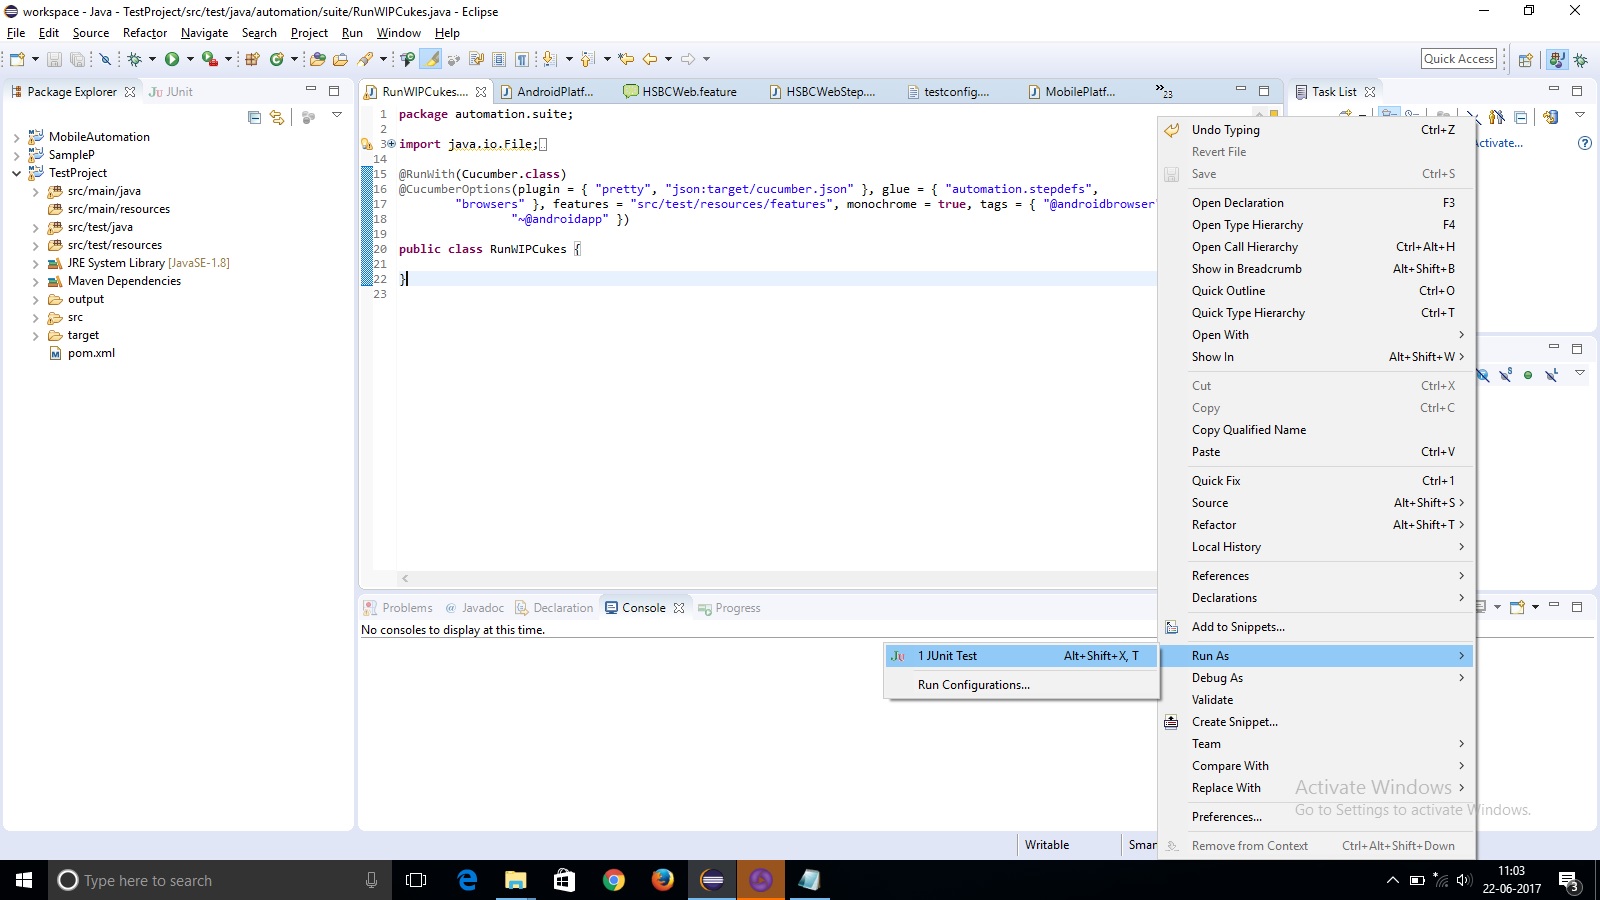 workspace - Java - TestProject/src/test/java/automation/suite/RunWIPCukes.java - Eclipse
File Edit Source Refactor Navigate Search Project Run Window Help
Quick Access
Package Explorer JUnit
MobileAutomation
SampleP
TestProject
src/main/java
src/main/resources
src/test/java
src/test/resources
JRE System Library [JavaSE-1.8]
Maven Dependencies
output
src
target
pom.xml
RunWIPCukes.... AndroidPlatf... HSBCWeb.feature HSBCWebStep.... testconfig.... MobilePlatf... »23
1 package automation.suite;
2
3 import java.io.File;
14
15 @RunWith(Cucumber.class)
16 @CucumberOptions(plugin = { "pretty", "json:target/cucumber.json" }, glue = { "automation.stepdefs",
17 "browsers" }, features = "src/test/resources/features", monochrome = true, tags = { "@androidbrowser"
18 "~@androidapp" })
19
20 public class RunWIPCukes {
21
22 }
23
Task List
Activate...
Undo Typing Ctrl+Z
Revert File
Save Ctrl+S
Open Declaration F3
Open Type Hierarchy F4
Open Call Hierarchy Ctrl+Alt+H
Show in Breadcrumb Alt+Shift+B
Quick Outline Ctrl+O
Quick Type Hierarchy Ctrl+T
Open With
Show In Alt+Shift+W
Cut Ctrl+X
Copy Ctrl+C
Copy Qualified Name
Paste Ctrl+V
Quick Fix Ctrl+1
Source Alt+Shift+S
Refactor Alt+Shift+T
Local History
References
Declarations
Add to Snippets...
Run As
Debug As
Validate
Create Snippet...
Team
Compare With
Replace With
Preferences...
Remove from Context Ctrl+Alt+Shift+Down
1 JUnit Test Alt+Shift+X, T
Run Configurations...
Problems Javadoc Declaration Console Progress
No consoles to display at this time.
Activate Windows
Go to Settings to activate Windows.
Writable Smar
Type here to search
11:03
22-06-2017
3